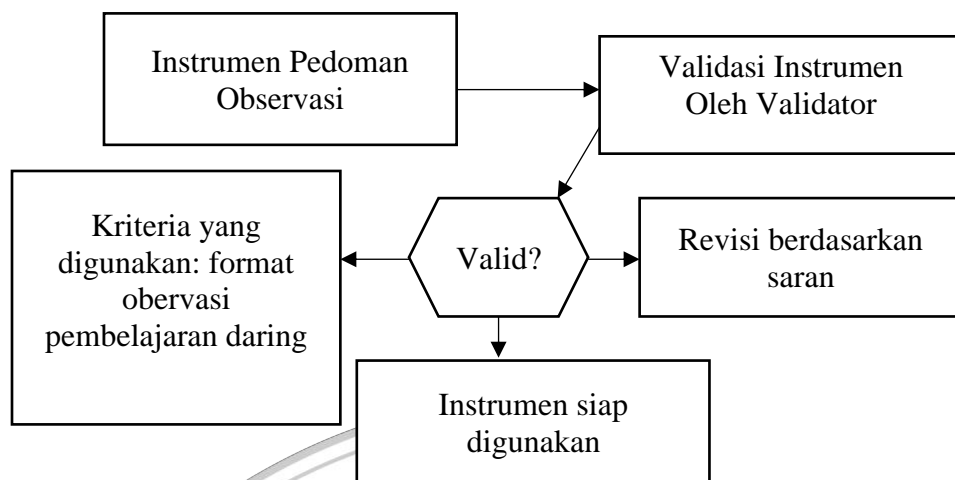 Instrumen Pedoman
Observasi
Validasi Instrumen
Oleh Validator
Kriteria yang
digunakan: format
obervasi
pembelajaran daring
Valid?
Revisi berdasarkan
saran
Instrumen siap
digunakan